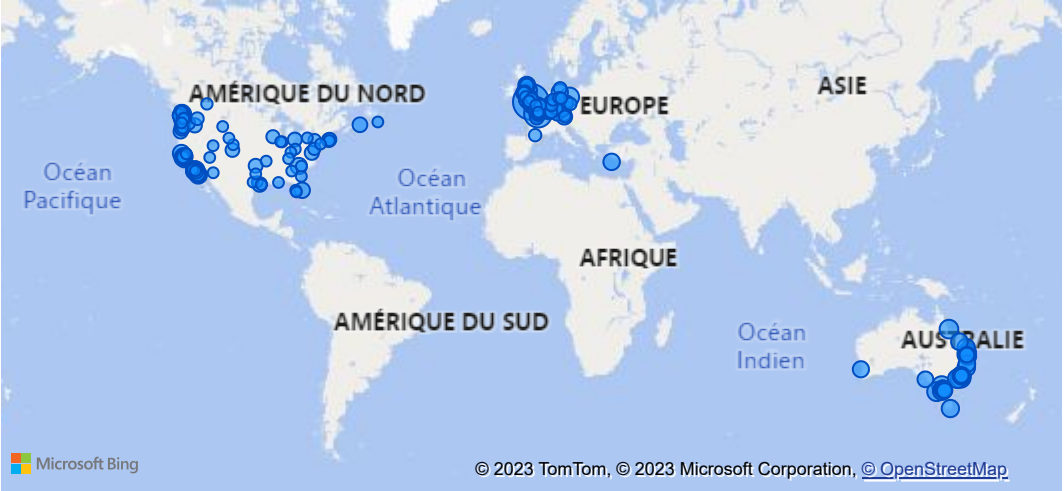 AMÉRIQUE DU NORD
ASIE
EUROPE
Océan
Pacifique
Océan
Atlantique
AFRIQUE
AMÉRIQUE DU SUD
Océan
Indien
AUSTRALIE
Microsoft Bing
© 2023 TomTom, © 2023 Microsoft Corporation, © OpenStreetMap